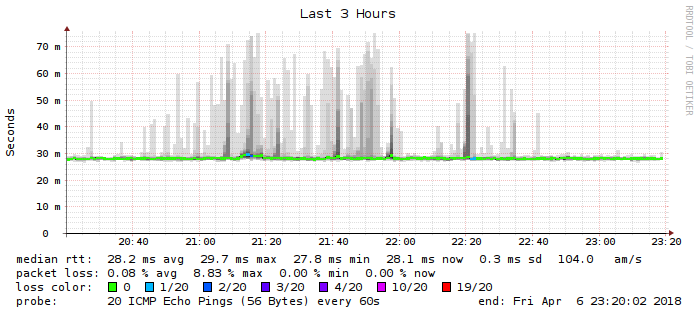 Last 3 Hours
RRDTOOL / TOBI OETIKER
Seconds
70 m
60 m
50 m
40 m
30 m
20 m
10 m
0
20:40 21:00 21:20 21:40 22:00 22:20 22:40 23:00 23:20
median rtt: 28.2 ms avg 29.7 ms max 27.8 ms min 28.1 ms now 0.3 ms sd 104.0 am/s
packet loss: 0.08 % avg 8.83 % max 0.00 % min 0.00 % now
loss color: 0 1/20 2/20 3/20 4/20 10/20 19/20
probe: 20 ICMP Echo Pings (56 Bytes) every 60s end: Fri Apr 6 23:20:02 2018